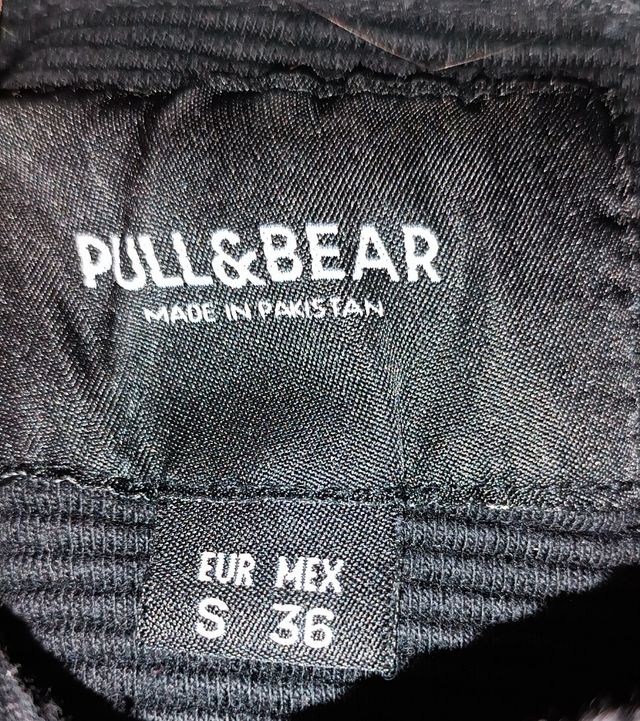 PULL&BEAR
MADE IN PAKISTAN
EUR MEX
S 36